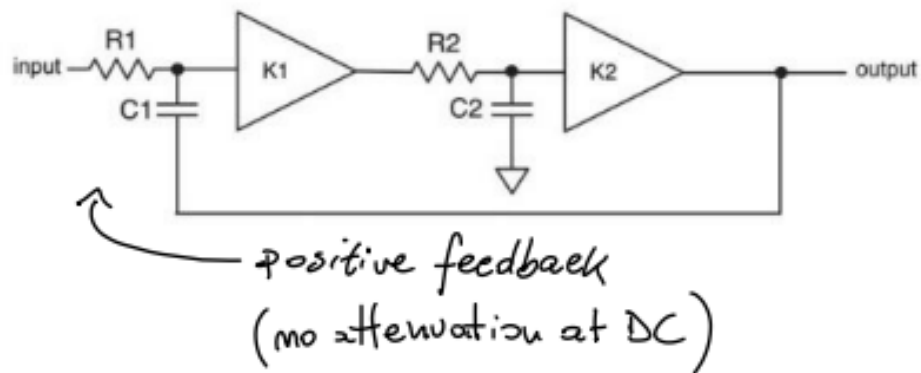 R1
R2
input
K1
K2
output
C1
C2
positive feedback
(no attenuation at DC)